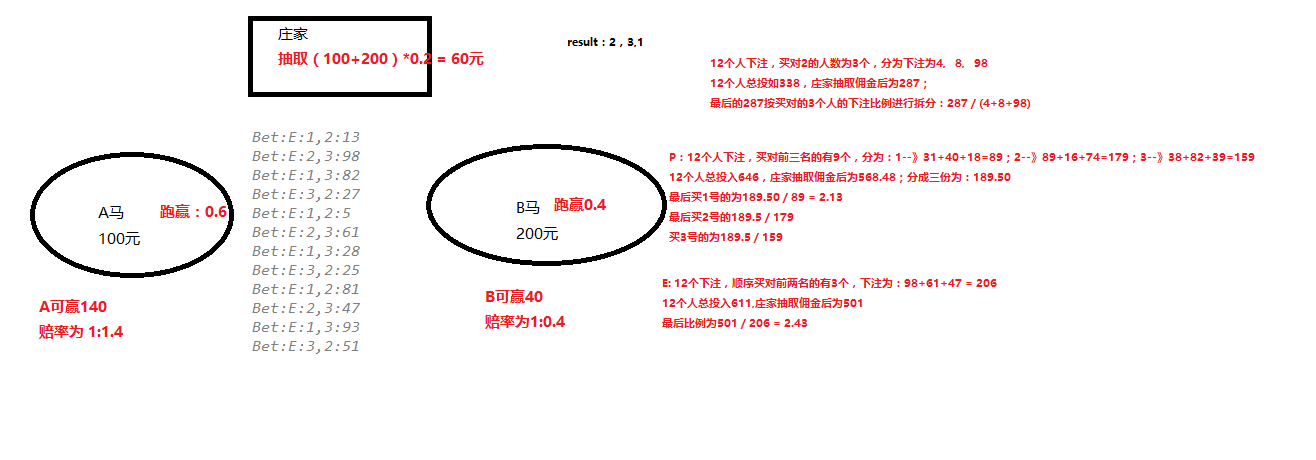 庄家
抽取（100+200）*0.2 = 60元
result：2，3,1
12个人下注，买对2的人数为3个，分为下注为4，8，98
12个人总投如338，庄家抽取佣金后为287；
最后的287按买对的3个人的下注比例进行拆分：287 / (4+8+98)
Bet:E:1,2:13
Bet:E:2,3:98
Bet:E:1,3:82
Bet:E:3,2:27
Bet:E:1,2:5
Bet:E:2,3:61
Bet:E:1,3:28
Bet:E:3,2:25
Bet:E:1,2:81
Bet:E:2,3:47
Bet:E:1,3:93
Bet:E:3,2:51
A马
跑赢：0.6
100元
A可赢140
赔率为 1:1.4
B马
跑赢0.4
200元
B可赢40
赔率为1:0.4
P：12个人下注，买对前三名的有9个，分为：1--》31+40+18=89；2--》89+16+74=179；3--》38+82+39=159
12个人总投入646，庄家抽取佣金后为568.48；分成三份为：189.50
最后买1号的为189.50 / 89 = 2.13
最后买2号的189.5 / 179
买3号的为189.5 / 159
E: 12个下注，顺序买对前两名的有3个，下注为：98+61+47 = 206
12个人总投入611,庄家抽取佣金后为501
最后比例为501 / 206 = 2.43